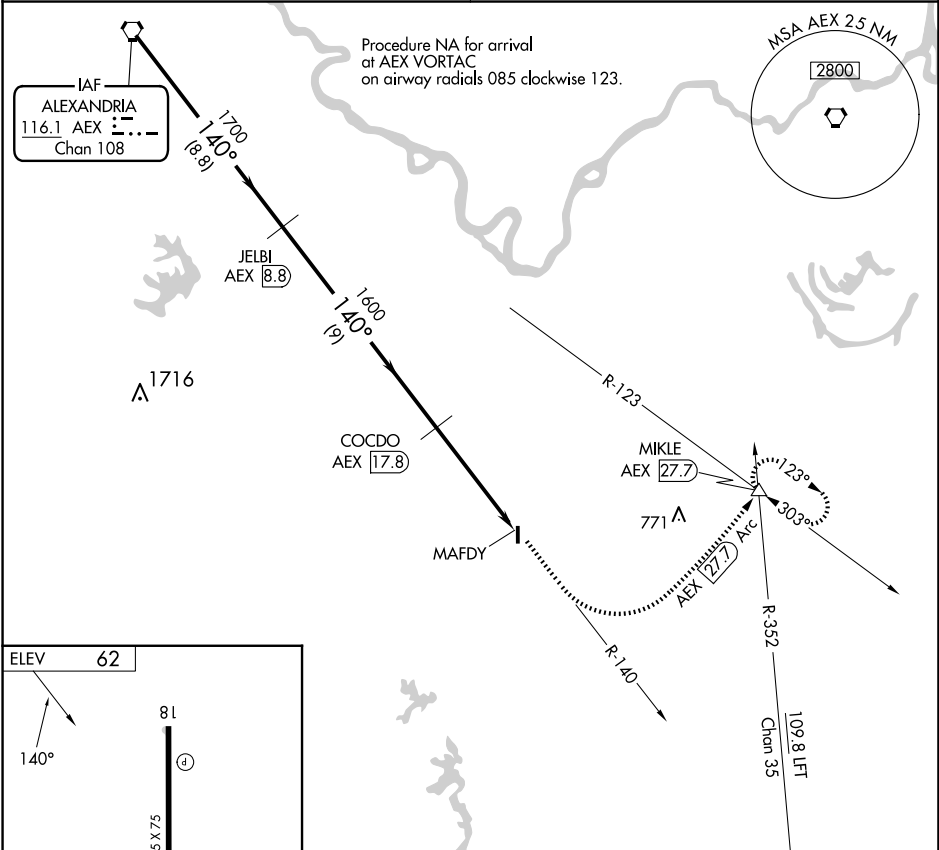 Procedure NA for arrival
at AEX VORTAC
on airway radials 085 clockwise 123.
MSA AEX 25 NM
2800
IAF
ALEXANDRIA
116.1 AEX
Chan 108
1700
140°
(8.8)
JELBI
AEX 8.8
1600
140°
(9)
1716
R-123
COCDO
AEX 17.8
MIKLE
AEX 27.7
123°
303°
771
MAFDY
AEX 27.7 Arc
R-140
R-352
109.8 LFT
Chan 35
ELEV 62
140°
18
P
5 X 75